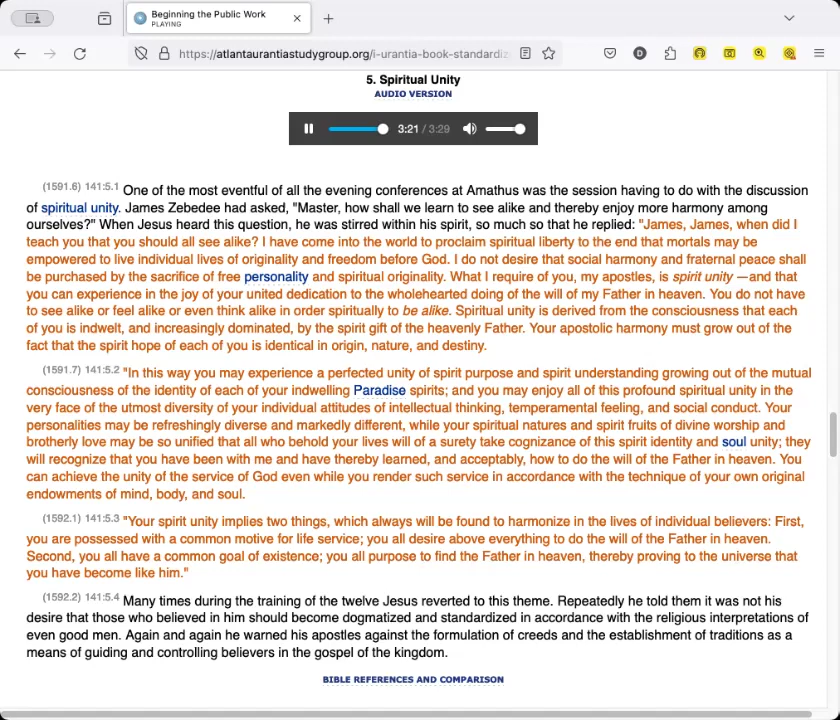 Beginning the Public Work
PLAYING
https://atlantaurantiastudygroup.org/i-urantia-book-standardiz
5. Spiritual Unity
AUDIO VERSION
3:21 / 3:29
(1591.6) 141:5.1 One of the most eventful of all the evening conferences at Amathus was the session having to do with the discussion
of spiritual unity. James Zebedee had asked, "Master, how shall we learn to see alike and thereby enjoy more harmony among
ourselves?" When Jesus heard this question, he was stirred within his spirit, so much so that he replied: "James, James, when did I
teach you that you should all see alike? I have come into the world to proclaim spiritual liberty to the end that mortals may be
empowered to live individual lives of originality and freedom before God. I do not desire that social harmony and fraternal peace shall
be purchased by the sacrifice of free personality and spiritual originality. What I require of you, my apostles, is spirit unity —and that
you can experience in the joy of your united dedication to the wholehearted doing of the will of my Father in heaven. You do not have
to see alike or feel alike or even think alike in order spiritually to be alike. Spiritual unity is derived from the consciousness that each
of you is indwelt, and increasingly dominated, by the spirit gift of the heavenly Father. Your apostolic harmony must grow out of the
fact that the spirit hope of each of you is identical in origin, nature, and destiny.
(1591.7) 141:5.2 "In this way you may experience a perfected unity of spirit purpose and spirit understanding growing out of the mutual
consciousness of the identity of each of your indwelling Paradise spirits; and you may enjoy all of this profound spiritual unity in the
very face of the utmost diversity of your individual attitudes of intellectual thinking, temperamental feeling, and social conduct. Your
personalities may be refreshingly diverse and markedly different, while your spiritual natures and spirit fruits of divine worship and
brotherly love may be so unified that all who behold your lives will of a surety take cognizance of this spirit identity and soul unity; they
will recognize that you have been with me and have thereby learned, and acceptably, how to do the will of the Father in heaven. You
can achieve the unity of the service of God even while you render such service in accordance with the technique of your own original
endowments of mind, body, and soul.
(1592.1) 141:5.3 "Your spirit unity implies two things, which always will be found to harmonize in the lives of individual believers: First,
you are possessed with a common motive for life service; you all desire above everything to do the will of the Father in heaven.
Second, you all have a common goal of existence; you all purpose to find the Father in heaven, thereby proving to the universe that
you have become like him."
(1592.2) 141:5.4 Many times during the training of the twelve Jesus reverted to this theme. Repeatedly he told them it was not his
desire that those who believed in him should become dogmatized and standardized in accordance with the religious interpretations of
even good men. Again and again he warned his apostles against the formulation of creeds and the establishment of traditions as a
means of guiding and controlling believers in the gospel of the kingdom.
BIBLE REFERENCES AND COMPARISON